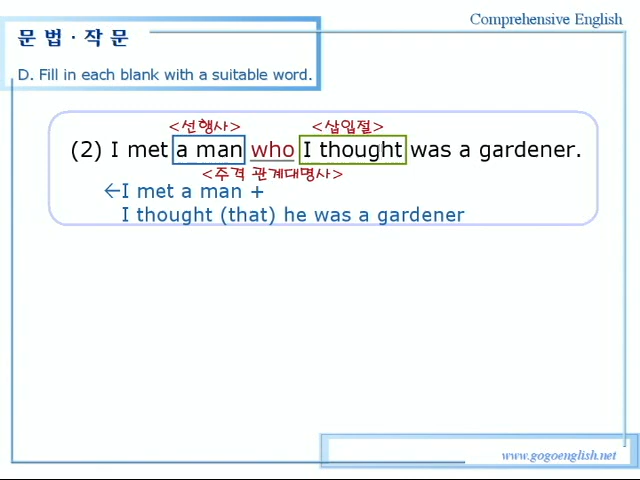 Comprehensive English
문 법 · 작 문
D. Fill in each blank with a suitable word.
<선행사> <삽입절>
(2) I met a man who I thought was a gardener.
<주격 관계대명사>
←I met a man +
I thought (that) he was a gardener
www.gogoenglish.net